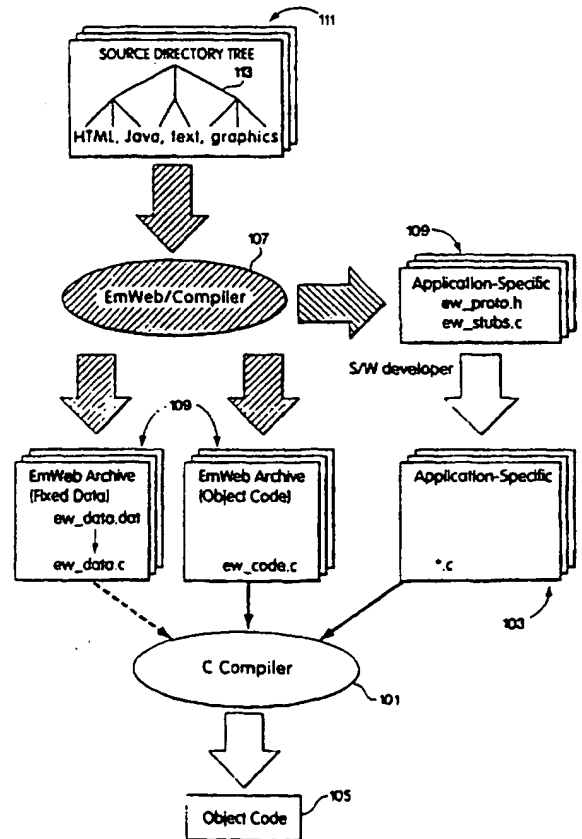 111
SOURCE DIRECTORY TREE
113
HTML, Java, text, graphics
107
EmWeb/Compiler
109
Application-Specific
ew_proto.h
ew_stubs.c
S/W developer
109
EmWeb Archive
(Fixed Data)
ew_data.dat
ew_data.c
EmWeb Archive
(Object Code)
ew_code.c
Application-Specific
*.c
103
C Compiler
101
105
Object Code